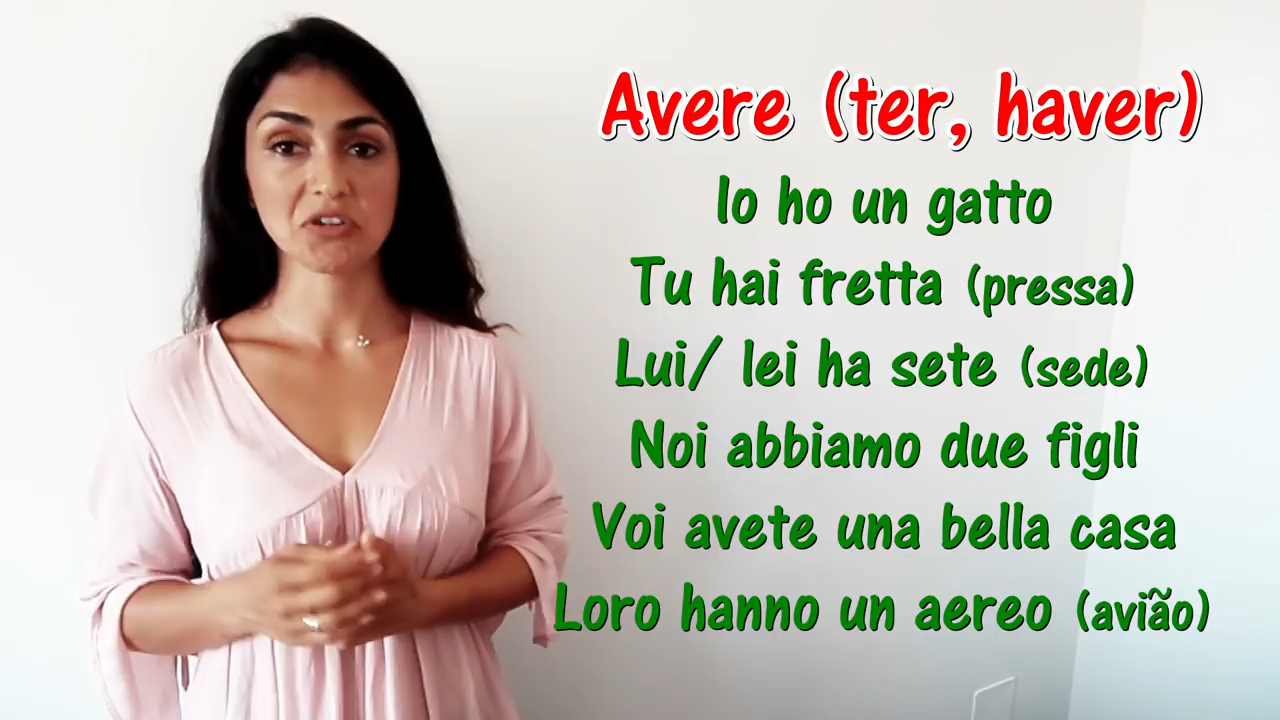 Avere (ter, haver)
Io ho un gatto
Tu hai fretta (pressa)
Lui/ lei ha sete (sede)
Noi abbiamo due figli
Voi avete una bella casa
Loro hanno un aereo (avião)